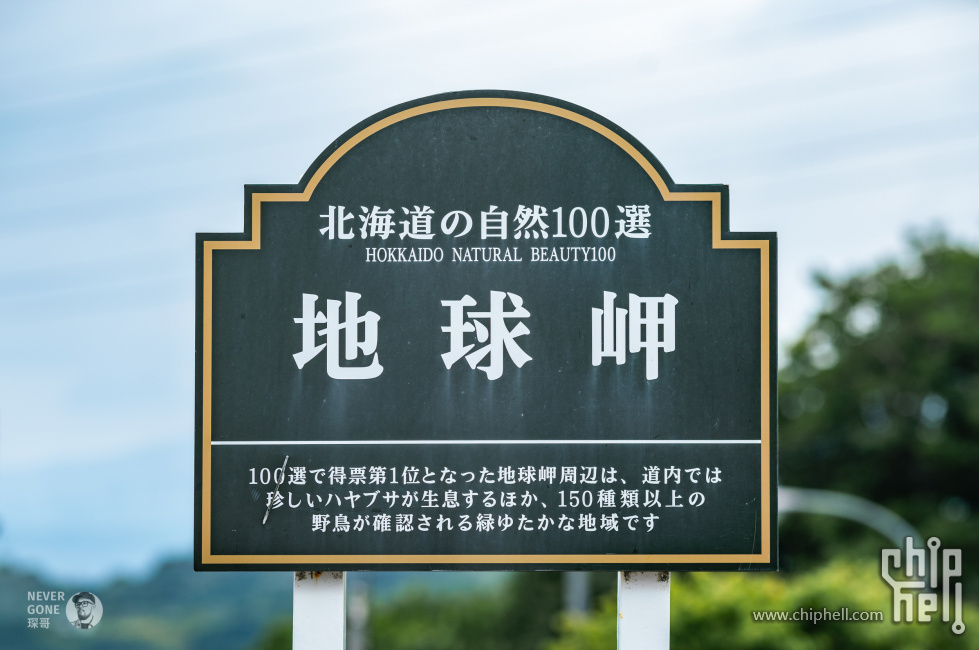 北海道の自然100選
HOKKAIDO NATURAL BEAUTY100
地球岬
100選で得票第1位となった地球岬周辺は、道内では
珍しいハヤブサが生息するほか、150種類以上の
野鳥が確認される緑ゆたかな地域です
NEVER
GONE
琛哥
www.chiphell.com
chip
hell